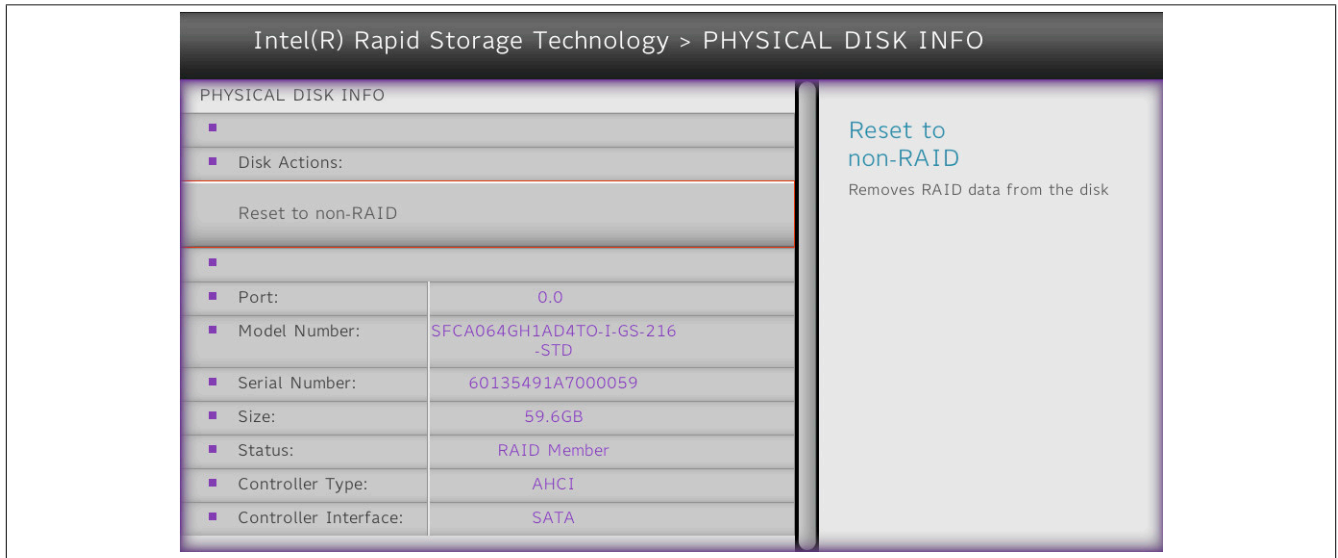 Intel(R) Rapid Storage Technology > PHYSICAL DISK INFO
PHYSICAL DISK INFO
Disk Actions:
Reset to non-RAID
Port: 0.0
Model Number: SFCA064GH1AD4TO-I-GS-216
-STD
Serial Number: 60135491A7000059
Size: 59.6GB
Status: RAID Member
Controller Type: AHCI
Controller Interface: SATA
Reset to
non-RAID
Removes RAID data from the disk